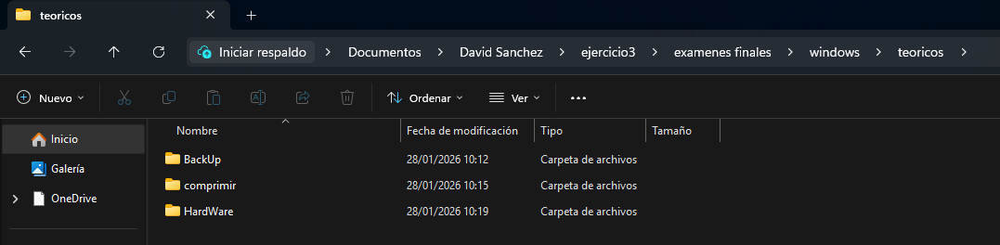 teoricos
Iniciar respaldo > Documentos > David Sanchez > ejercicio3 > examenes finales > windows > teoricos >
Nuevo Ordenar Ver ...
Nombre Fecha de modificación Tipo Tamaño
Inicio
Galería
OneDrive
BackUp 28/01/2026 10:12 Carpeta de archivos
comprimir 28/01/2026 10:15 Carpeta de archivos
HardWare 28/01/2026 10:19 Carpeta de archivos